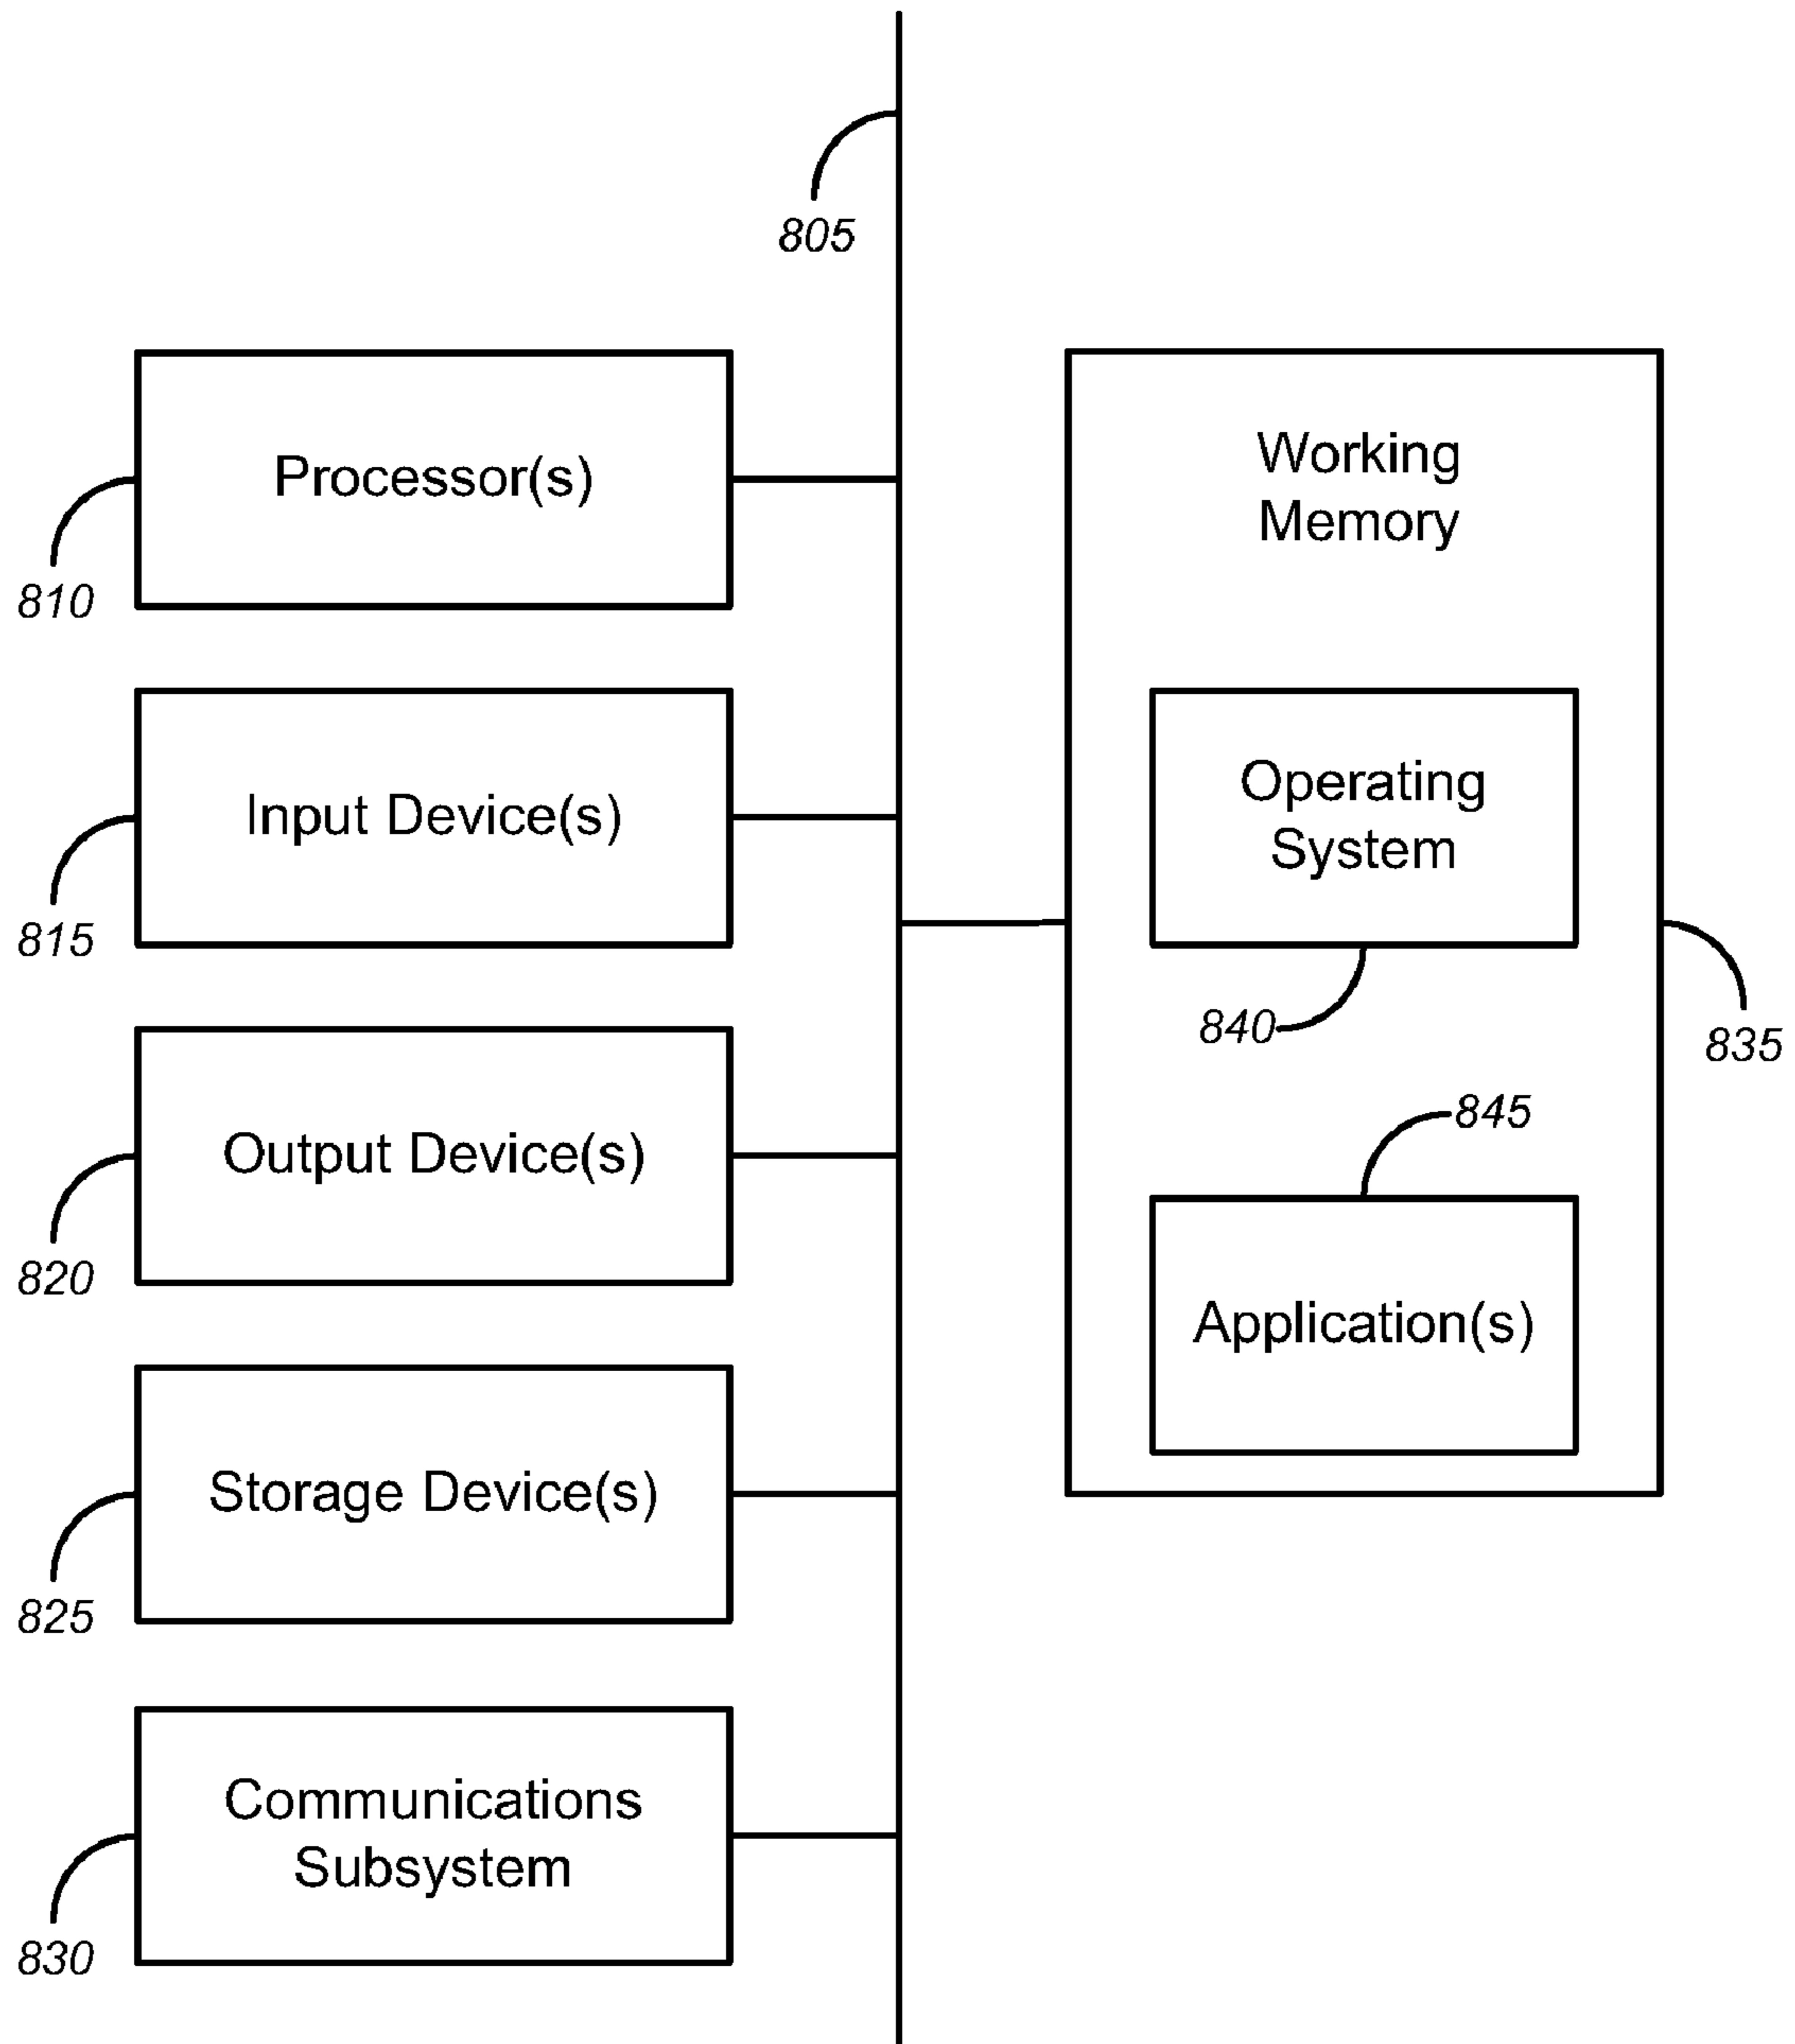 805
Processor(s)
810
Input Device(s)
815
Output Device(s)
820
Storage Device(s)
825
Communications
Subsystem
830
Working
Memory
Operating
System
840
835
845
Application(s)